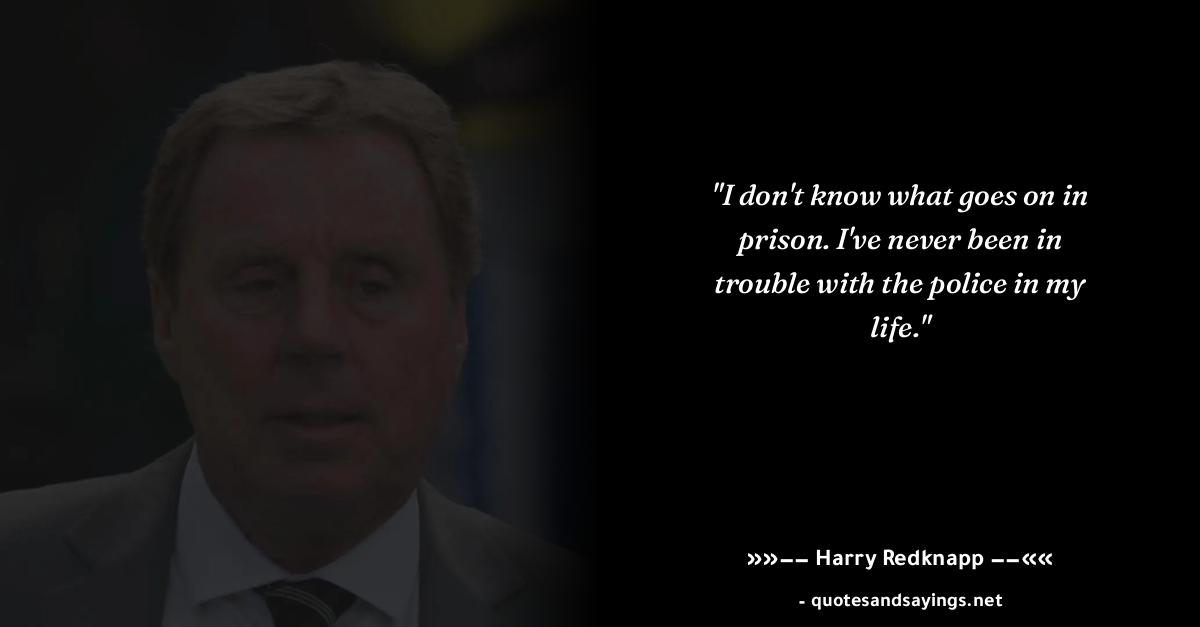 "I don't know what goes on in
prison. I've never been in
trouble with the police in my
life."
»»−− Harry Redknapp −−««
- quotesandsayings.net